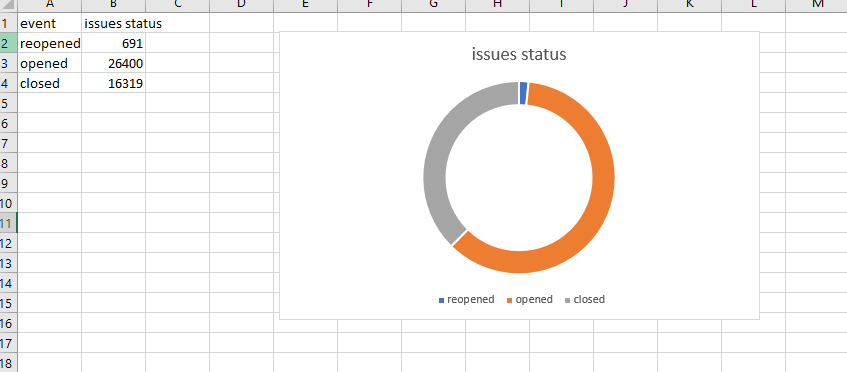 A B C D E F G H I J K L M
1 event issues status
2 reopened 691
3 opened 26400
4 closed 16319
5
6
7
8
9
10
11
12
13
14
15
16
17
18
issues status
reopened opened closed